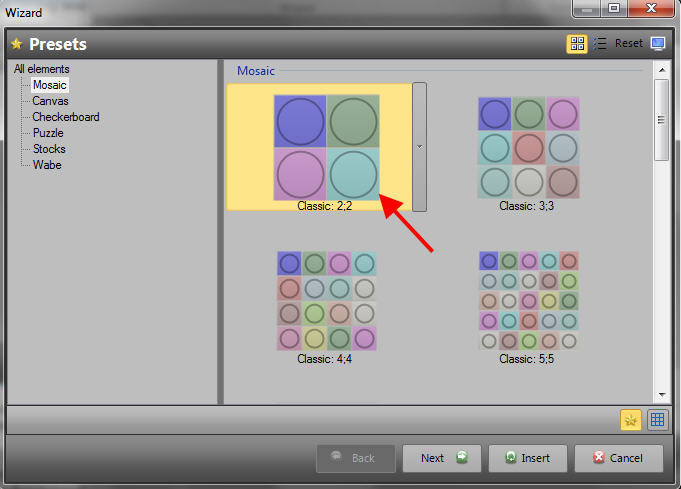 Wizard
Presets
Reset
All elements
Mosaic
Canvas
Checkerboard
Puzzle
Stocks
Wabe
Mosaic
Classic: 2;2
Classic: 3;3
Classic: 4;4
Classic: 5;5
Back
Next
Insert
Cancel